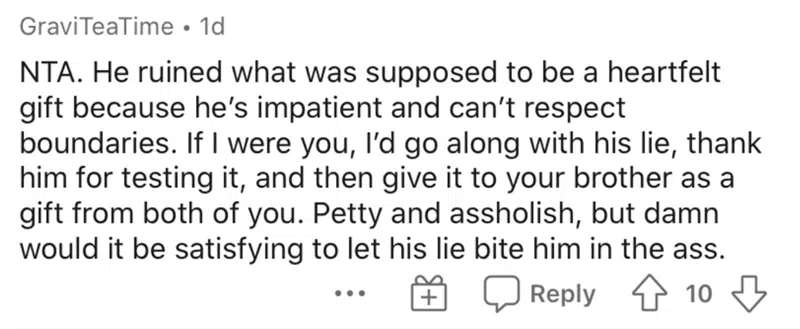 GraviTeaTime • 1d
NTA. He ruined what was supposed to be a heartfelt
gift because he's impatient and can't respect
boundaries. If I were you, I'd go along with his lie, thank
him for testing it, and then give it to your brother as a
gift from both of you. Petty and assholish, but damn
would it be satisfying to let his lie bite him in the ass.
Reply 10